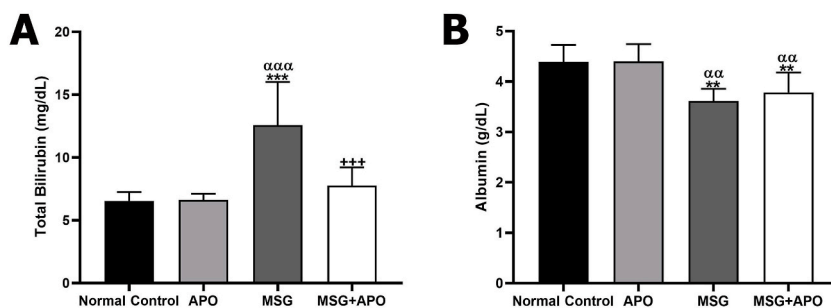 A
Total Bilirubin (mg/dL)
20
15
10
5
0
ααα
***
+++
Normal Control APO MSG MSG+APO
B
Albumin (g/dL)
5
4
3
2
1
0
αα
**
αα
**
Normal Control APO MSG MSG+APO